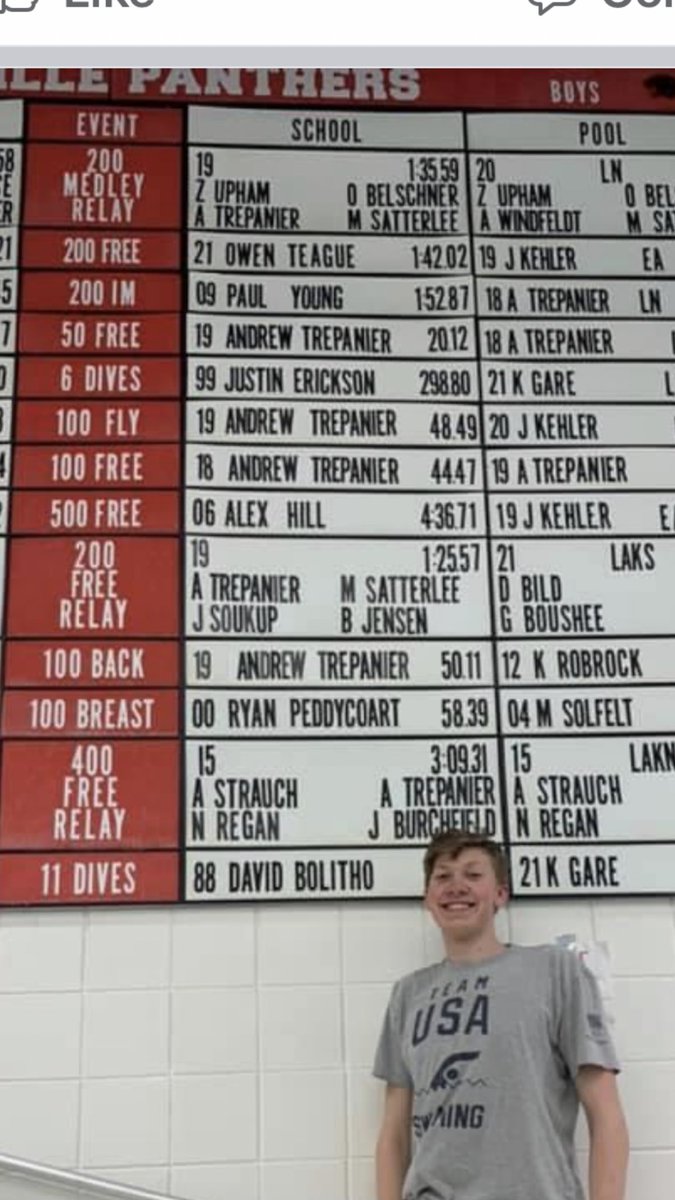 Like
LLE PANTHERS BOYS
EVENT SCHOOL POOL
200 MEDLEY RELAY
19 1:35.59
Z UPHAM O BELSCHNER
A TREPANIER M SATTERLEE
20 LN
Z UPHAM O BEL
A WINDFELDT M SA
200 FREE 21 OWEN TEAGUE 1:42.02 19 J KEHLER EA
200 IM 09 PAUL YOUNG 1:52.87 18 A TREPANIER LN
50 FREE 19 ANDREW TREPANIER 20.12 18 A TREPANIER
6 DIVES 99 JUSTIN ERICKSON 298.80 21 K GARE L
100 FLY 19 ANDREW TREPANIER 48.49 20 J KEHLER
100 FREE 18 ANDREW TREPANIER 44.47 19 A TREPANIER
500 FREE 06 ALEX HILL 4:36.71 19 J KEHLER E
200
FREE
RELAY
19 1:25.57
A TREPANIER M SATTERLEE
J SOUKUP B JENSEN
21 LAKS
D BILD
G BOUSHEE
100 BACK 19 ANDREW TREPANIER 50.11 12 K ROBROCK
100 BREAST 00 RYAN PEDDYCOART 58.39 04 M SOLFELT
400
FREE
RELAY
15 3:09.31
A STRAUCH A TREPANIER
N REGAN J BURCHFIELD
15 LAKN
A STRAUCH
N REGAN
11 DIVES 88 DAVID BOLITHO 21 K GARE
TEAM
USA
SWIMMING